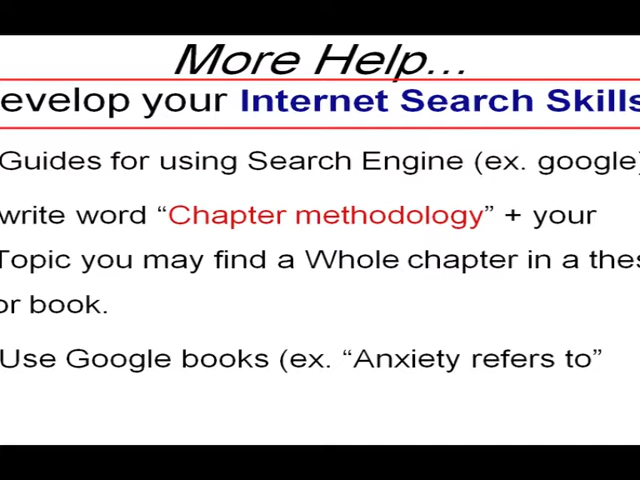 More Help...
evelop your Internet Search Skills
Guides for using Search Engine (ex. google)
write word “Chapter methodology” + your
Topic you may find a Whole chapter in a thes
or book.
Use Google books (ex. “Anxiety refers to”